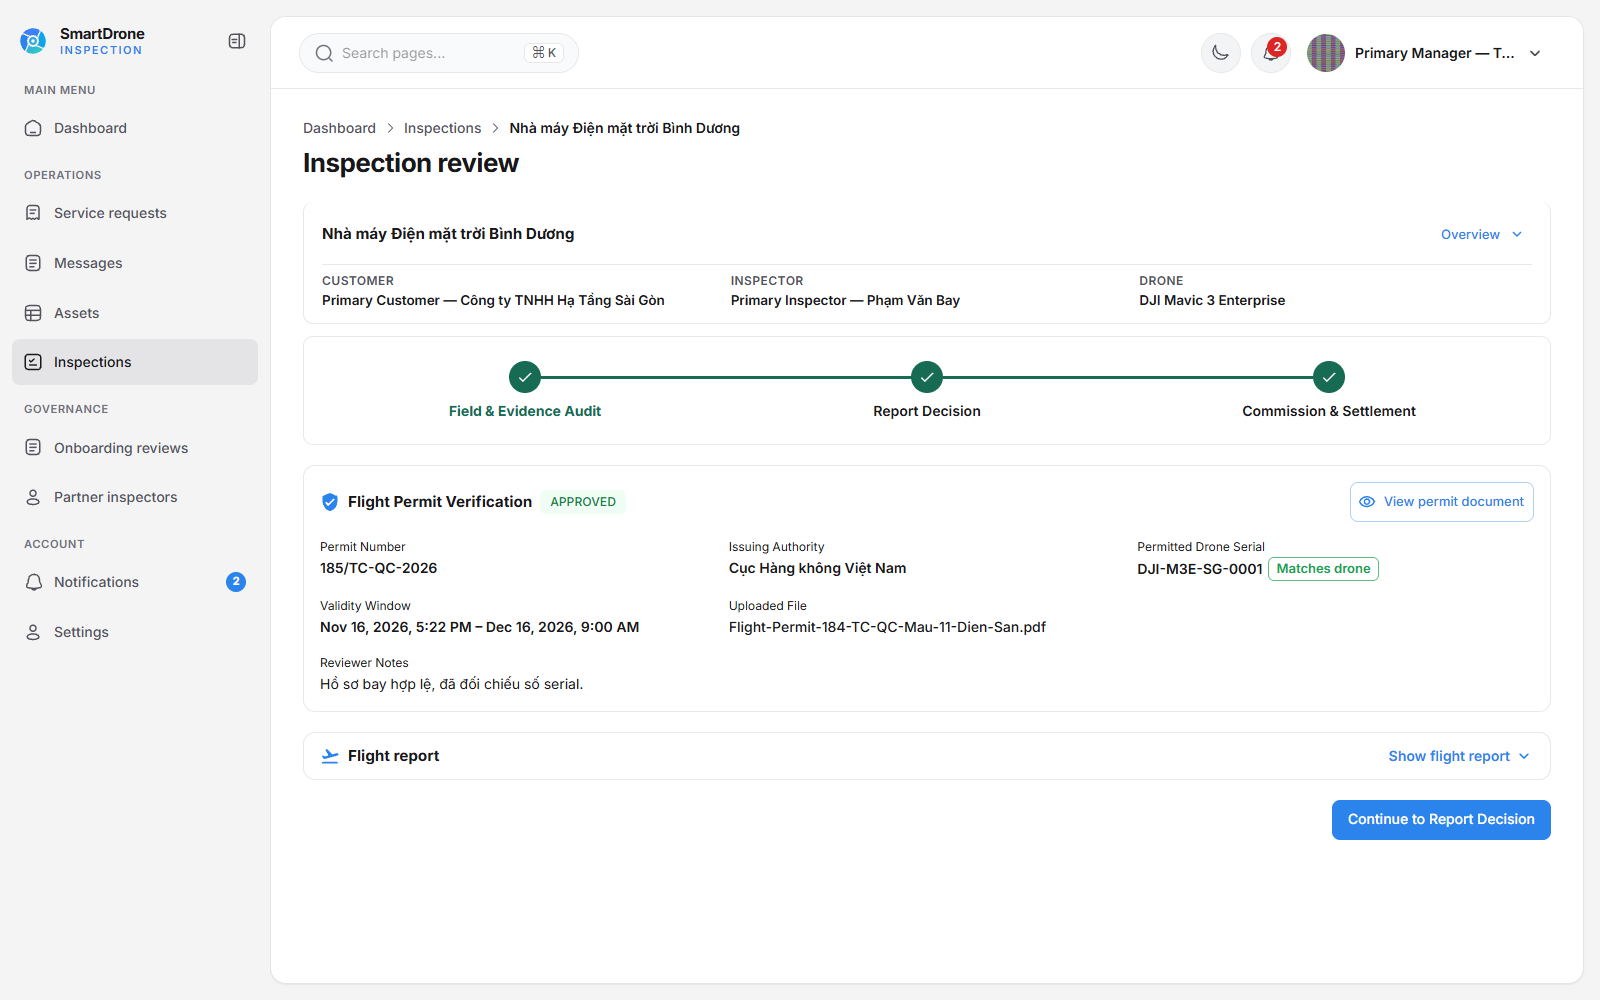 SmartDrone
INSPECTION
MAIN MENU
Dashboard
OPERATIONS
Service requests
Messages
Assets
Inspections
GOVERNANCE
Onboarding reviews
Partner inspectors
ACCOUNT
Notifications
2
Settings
Search pages...
⌘ K
2
Primary Manager — T...
Dashboard > Inspections > Nhà máy Điện mặt trời Bình Dương
Inspection review
Nhà máy Điện mặt trời Bình Dương
Overview
CUSTOMER
Primary Customer — Công ty TNHH Hạ Tầng Sài Gòn
INSPECTOR
Primary Inspector — Phạm Văn Bay
DRONE
DJI Mavic 3 Enterprise
Field & Evidence Audit
Report Decision
Commission & Settlement
Flight Permit Verification
APPROVED
View permit document
Permit Number
185/TC-QC-2026
Issuing Authority
Cục Hàng không Việt Nam
Permitted Drone Serial
DJI-M3E-SG-0001
Matches drone
Validity Window
Nov 16, 2026, 5:22 PM – Dec 16, 2026, 9:00 AM
Uploaded File
Flight-Permit-184-TC-QC-Mau-11-Dien-San.pdf
Reviewer Notes
Hồ sơ bay hợp lệ, đã đối chiếu số serial.
Flight report
Show flight report
Continue to Report Decision